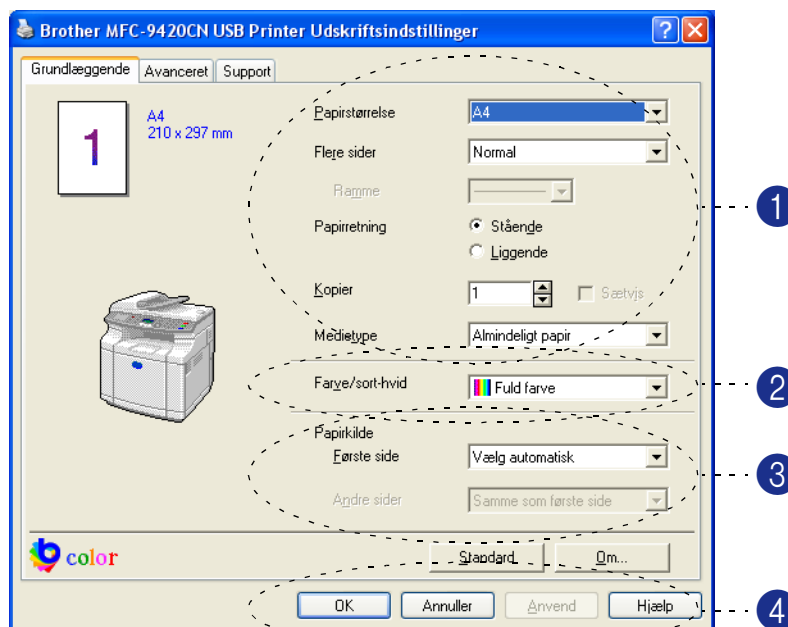 Brother MFC-9420CN USB Printer Udskriftsindstillinger
Grundlæggende Avanceret Support
1
A4
210 x 297 mm
Papirstørrelse A4
Flere sider Normal
Ramme
Papirretning Stående
Liggende
Kopier 1 Sætvis
Medietype Almindeligt papir
1
Farve/sort-hvid Fuld farve
2
Papirkilde
Første side Vælg automatisk
3
Andre sider Samme som første side
color Standard Om...
OK Annuller Anvend Hjælp
4